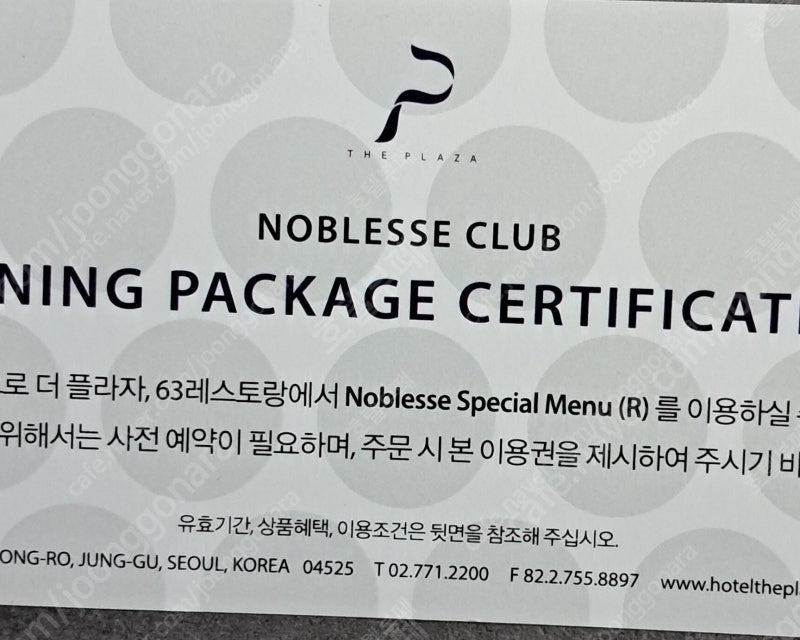 THE PLAZA
NOBLESSE CLUB
NING PACKAGE CERTIFICAT
로 더 플라자, 63레스토랑에서 Noblesse Special Menu (R) 를 이용하실
위해서는 사전 예약이 필요하며, 주문 시 본 이용권을 제시하여 주시기 바
유효기간, 상품혜택, 이용조건은 뒷면을 참조해 주십시오.
ONG-RO, JUNG-GU, SEOUL, KOREA 04525 T 02.771.2200 F 82.2.755.8897 www.hotelthepla